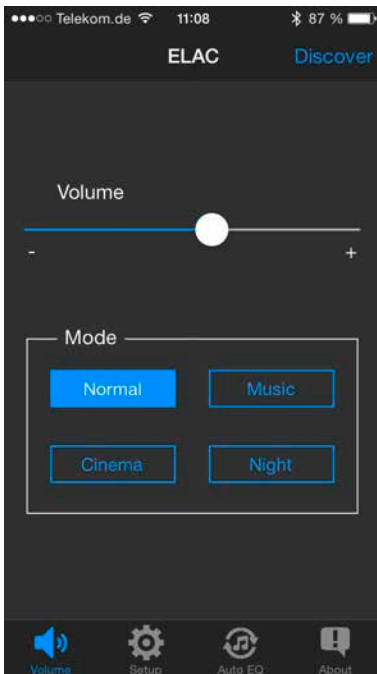 Telekom.de 11:08 87 %
ELAC Discover
Volume
- +
Mode
Normal Music
Cinema Night
Volume Setup Auto EQ About